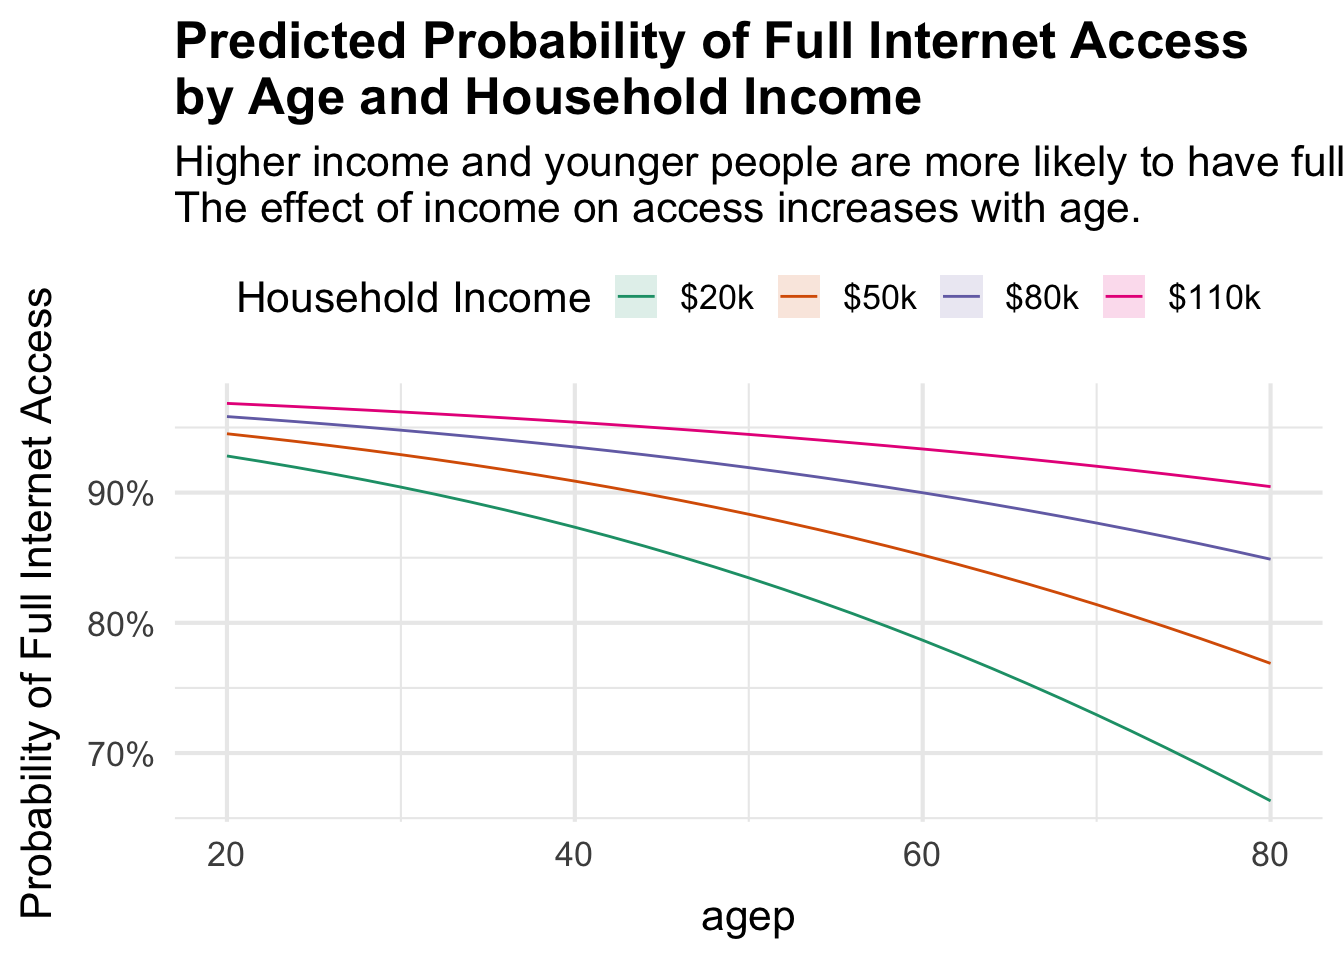 Predicted Probability of Full Internet Access
by Age and Household Income
Higher income and younger people are more likely to have full
The effect of income on access increases with age.
Household Income $20k $50k $80k $110k
Probability of Full Internet Access
90%
80%
70%
20 40 60 80
agep